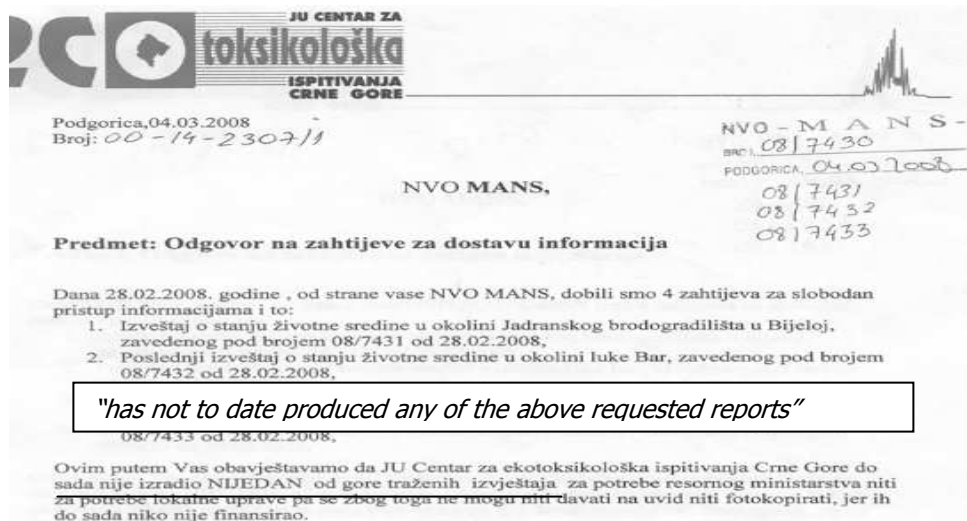 JU CENTAR ZA
toksikološka
ISPITIVANJA
CRNE GORE
Podgorica,04.03.2008
Broj: 00-14-2307/1
NVO - M A N S -
BROJ 08/7430
PODGORICA, 04.03 2008
08/7431
08/7432
08/7433
NVO MANS,
Predmet: Odgovor na zahtijeve za dostavu informacija
Dana 28.02.2008. godine , od strane vase NVO MANS, dobili smo 4 zahtijeva za slobodan
pristup informacijama i to:
1. Izveštaj o stanju životne sredine u okolini Jadranskog brodogradilišta u Bijeloj,
zavedenog pod brojem 08/7431 od 28.02.2008,
2. Poslednji izveštaj o stanju životne sredine u okolini luke Bar, zavedenog pod brojem
08/7432 od 28.02.2008,
"has not to date produced any of the above requested reports"
08/7433 od 28.02.2008,
Ovim putem Vas obavještavamo da JU Centar za ekotoksikološka ispitivanja Crne Gore do
sada nije izradio NIJEDAN od gore traženih izvještaja za potrebe resornog ministarstva niti
za potrebe lokalne uprave pa se zbog toga ne mogu niti davati na uvid niti fotokopirati, jer ih
do sada niko nije finansirao.